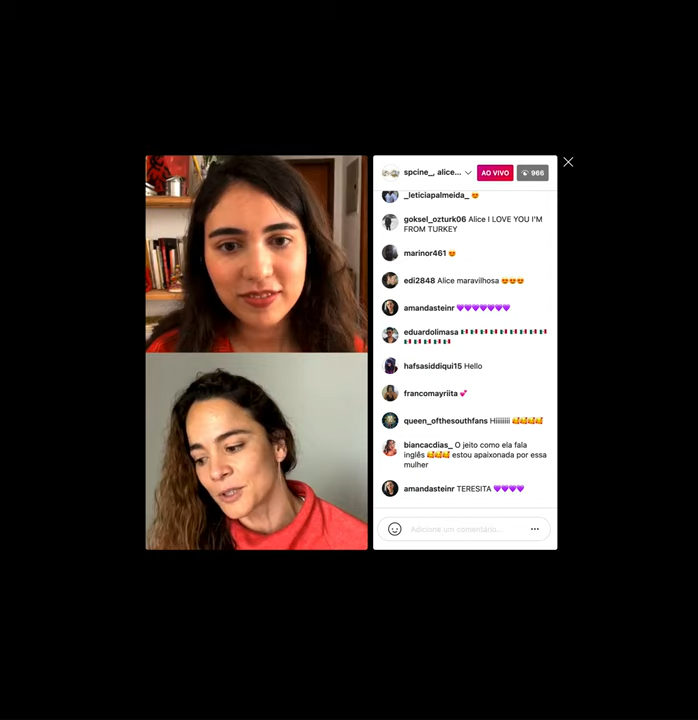 spcine_, alice...
AO VIVO
966
_leticiapalmeida_ 😍
goksel_ozturk06 Alice I LOVE YOU I'M
FROM TURKEY
marinor461 😍
edi2848 Alice maravilhosa 😍😍😍
amandasteinr 💜💜💜💜💜💜💜
eduardolimasa 🇲🇽🇲🇽🇲🇽🇲🇽🇲🇽🇲🇽🇲🇽🇲🇽🇲🇽
🇲🇽🇲🇽🇲🇽🇲🇽🇲🇽
hafsasiddiqui15 Hello
francomayriita 💕
queen_ofthesouthfans Hiiiiiii 🥰🥰🥰🥰
biancacdias_ O jeito como ela fala
inglês 🥰🥰🥰 estou apaixonada por essa
mulher
amandasteinr TERESITA 💜💜💜💜
Adicione um comentário...